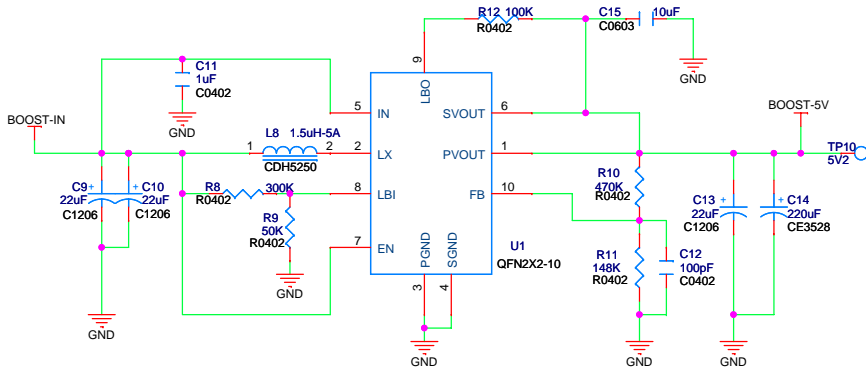 R12 100K
R0402
C15
C0603
10uF
GND
9
LBO
C11
1uF
C0402
GND
BOOST-IN
5
IN
SVOUT
6
BOOST-5V
L8 1.5uH-5A
1
2
2
LX
CDH5250
PVOUT
1
TP10
5V2
C9
22uF
C1206
+
C10
22uF
C1206
+
R8
R0402
300K
8
LBI
FB
10
R10
470K
R0402
R9
50K
R0402
GND
7
EN
PGND
SGND
3
4
U1
QFN2X2-10
GND
R11
148K
R0402
C12
100pF
C0402
GND
C13
22uF
C1206
+
C14
220uF
CE3528
+
GND
GND